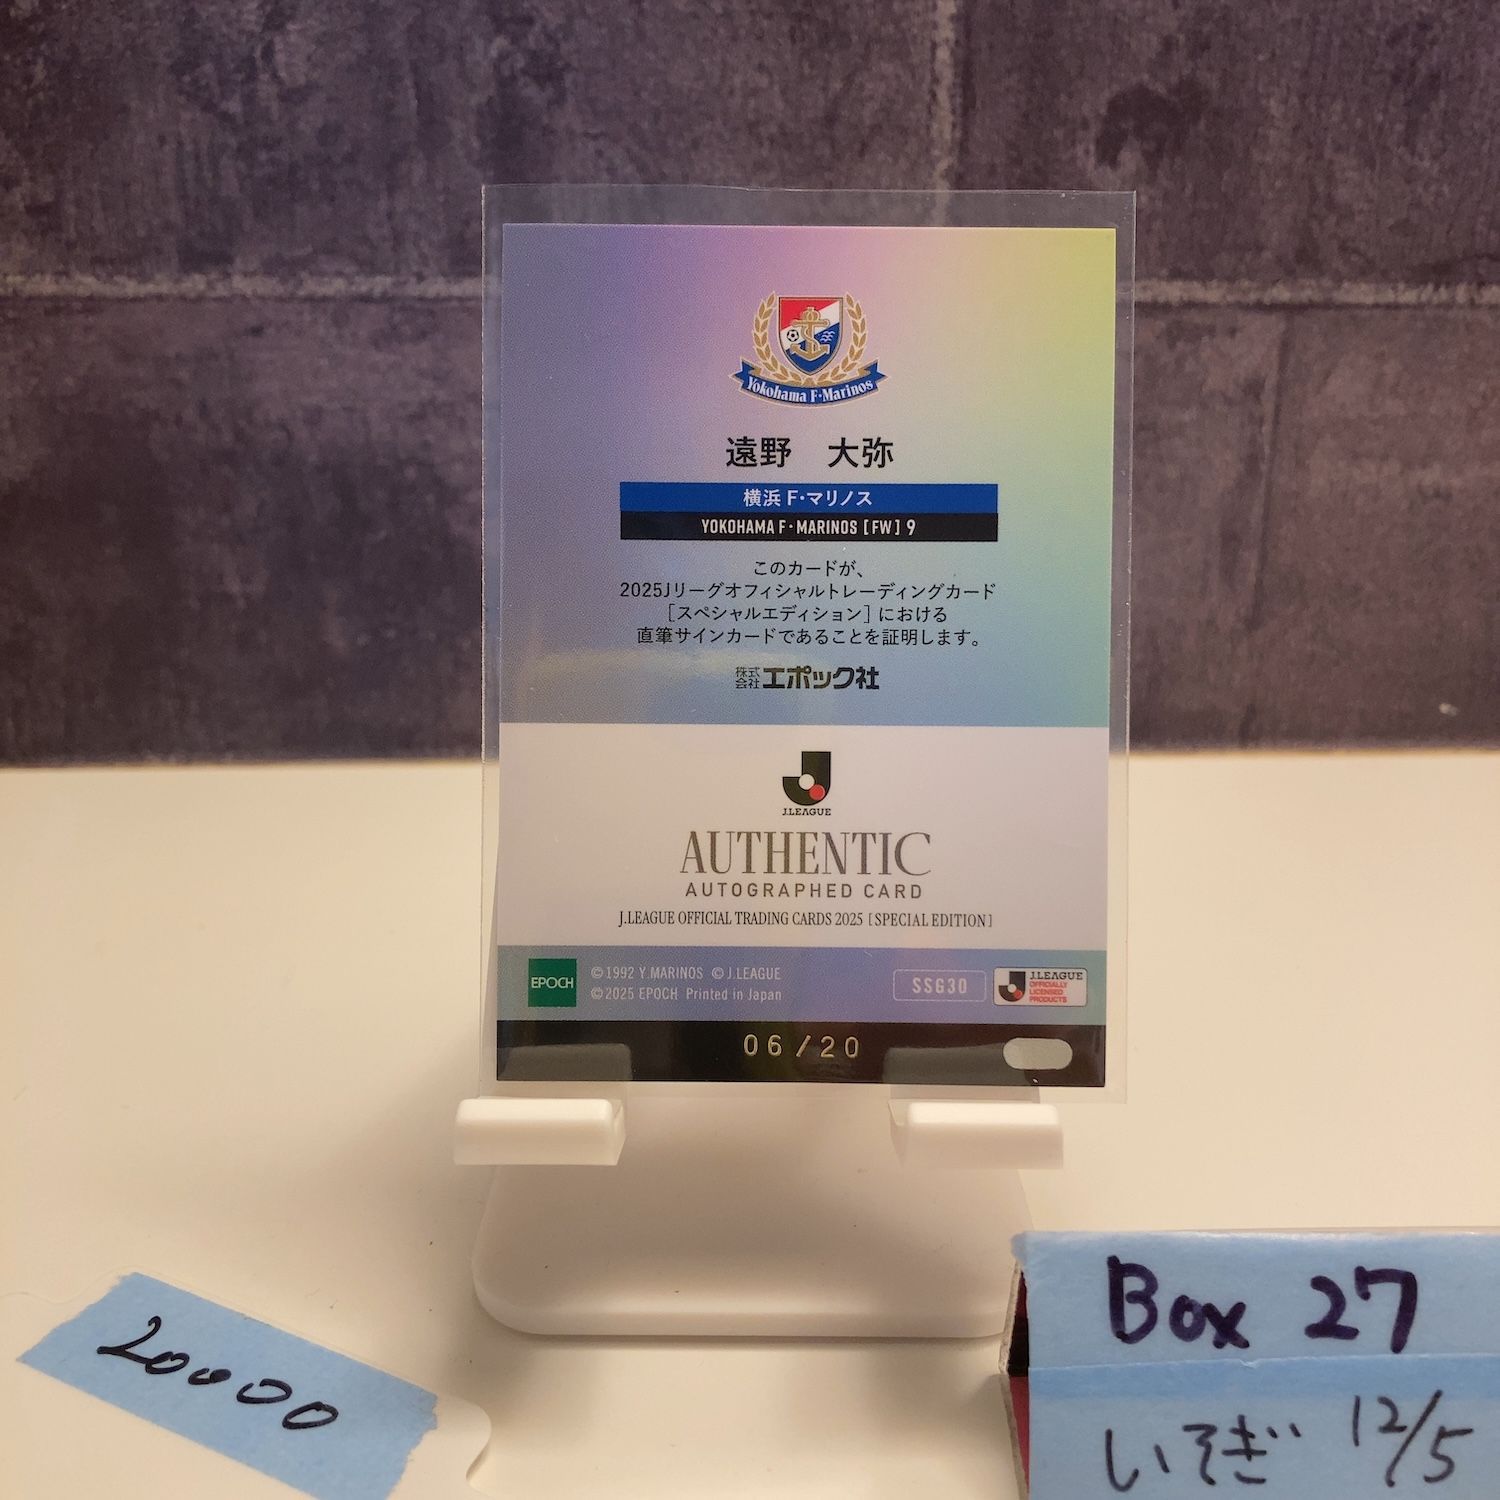 Yokohama F・Marinos
遠野　大弥
横浜 F・マリノス
YOKOHAMA F・MARINOS [FW] 9
このカードが、
2025Jリーグオフィシャルトレーディングカード
[スペシャルエディション] における
直筆サインカードであることを証明します。
株式会社エポック社
J.LEAGUE
AUTHENTIC
AUTOGRAPHED CARD
J.LEAGUE OFFICIAL TRADING CARDS 2025 [SPECIAL EDITION]
EPOCH
©1992 Y.MARINOS ©J.LEAGUE
©2025 EPOCH Printed in Japan
SSG30
J.LEAGUE
OFFICIALLY
LICENSED
PRODUCTS
06/20
20000
Box 27
いそぎ 12/5